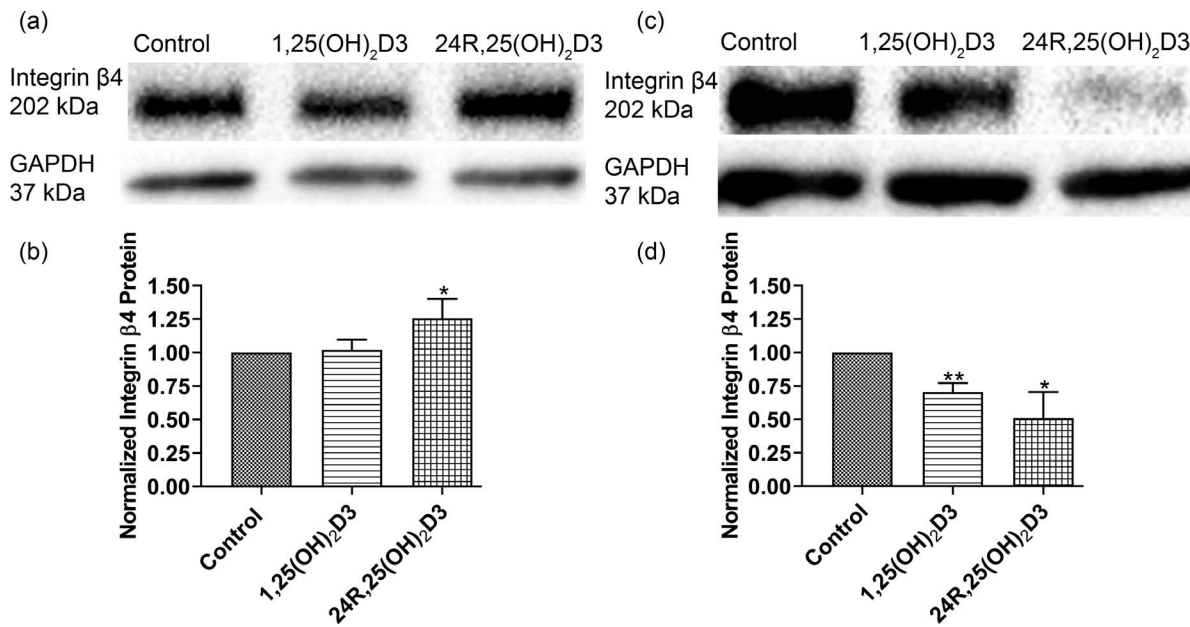 (a)
Control 1,25(OH)₂D3 24R,25(OH)₂D3
Integrin β4
202 kDa
GAPDH
37 kDa
(b)
Normalized Integrin β4 Protein
1.50
1.25
1.00
0.75
0.50
0.25
0.00
*
Control
1,25(OH)₂D3
24R,25(OH)₂D3
(c)
Control 1,25(OH)₂D3 24R,25(OH)₂D3
Integrin β4
202 kDa
GAPDH
37 kDa
(d)
Normalized Integrin β4 Protein
1.50
1.25
1.00
0.75
0.50
0.25
0.00
**
*
Control
1,25(OH)₂D3
24R,25(OH)₂D3